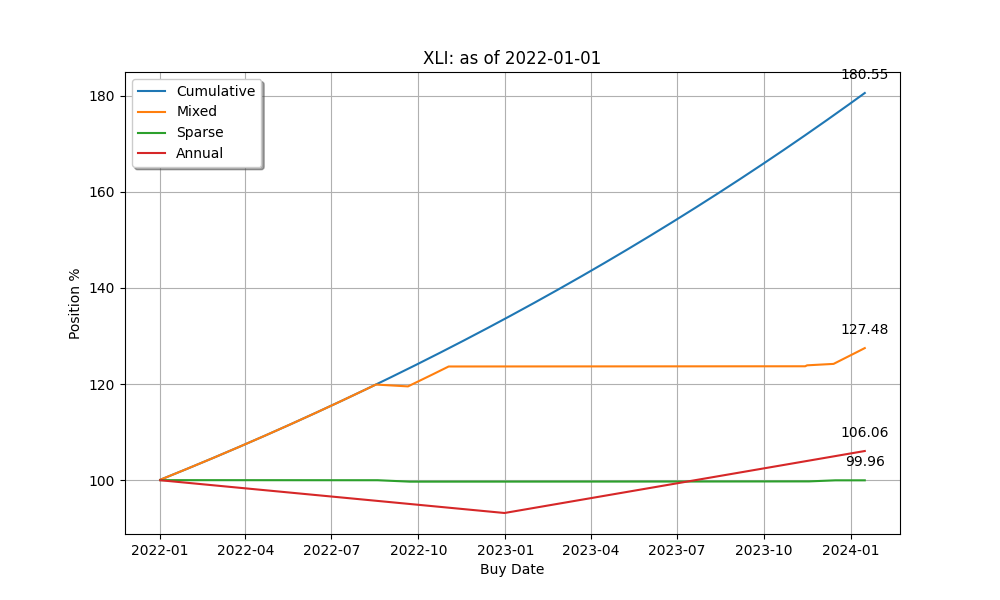 XLI: as of 2022-01-01
Cumulative
Mixed
Sparse
Annual
180.55
127.48
106.06
99.96
180
160
140
120
100
Position %
2022-01
2022-04
2022-07
2022-10
2023-01
2023-04
2023-07
2023-10
2024-01
Buy Date